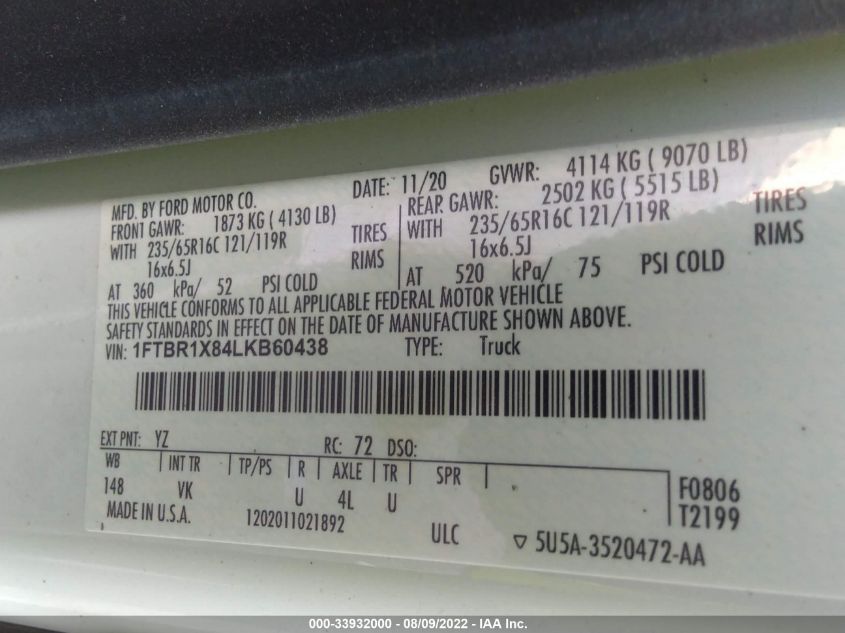 MFD. BY FORD MOTOR CO. DATE: 11/20 GVWR: 4114 KG ( 9070 LB)
FRONT GAWR: 1873 KG ( 4130 LB) REAR GAWR: 2502 KG ( 5515 LB)
WITH 235/65R16C 121/119R TIRES WITH 235/65R16C 121/119R TIRES
16x6.5J RIMS 16x6.5J RIMS
AT 360 kPa/ 52 PSI COLD AT 520 kPa/ 75 PSI COLD
THIS VEHICLE CONFORMS TO ALL APPLICABLE FEDERAL MOTOR VEHICLE
SAFETY STANDARDS IN EFFECT ON THE DATE OF MANUFACTURE SHOWN ABOVE.
VIN: 1FTBR1X84LKB60438 TYPE: Truck
EXT PNT: YZ RC: 72 DSO:
WB INT TR TP/PS R AXLE TR SPR
148 VK U 4L U
F0806
T2199
MADE IN U.S.A. 1202011021892 ULC ▽ 5U5A-3520472-AA
000-33932000 - 08/09/2022 - IAA Inc.